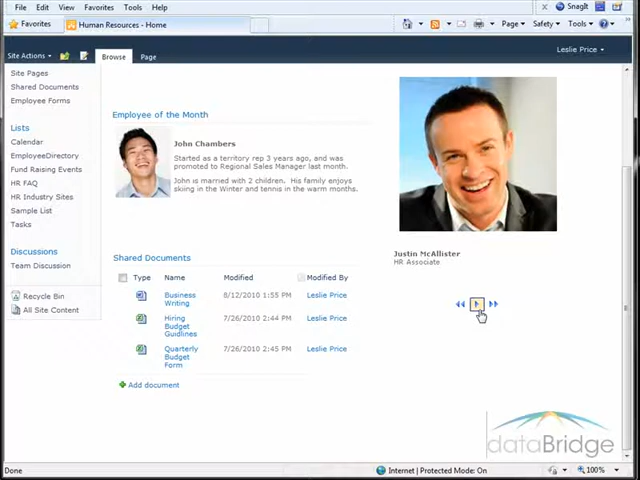 File Edit View Favorites Tools Help
SnagIt
Favorites Human Resources - Home
Page Safety Tools
Site Actions Browse Page Leslie Price
Site Pages
Shared Documents
Employee Forms
Lists
Calendar
EmployeeDirectory
Fund Raising Events
HR FAQ
HR Industry Sites
Sample List
Tasks
Discussions
Team Discussion
Recycle Bin
All Site Content
Employee of the Month
John Chambers
Started as a territory rep 3 years ago, and was
promoted to Regional Sales Manager last month.
John is married with 2 children. His family enjoys
skiing in the Winter and tennis in the warm months.
Shared Documents
Type Name Modified Modified By
Business
Writing
8/12/2010 1:55 PM Leslie Price
Hiring
Budget
Guidlines
7/26/2010 2:44 PM Leslie Price
Quarterly
Budget
Form
7/26/2010 2:45 PM Leslie Price
Add document
Justin McAllister
HR Associate
dataBridge
Done Internet | Protected Mode: On 100%